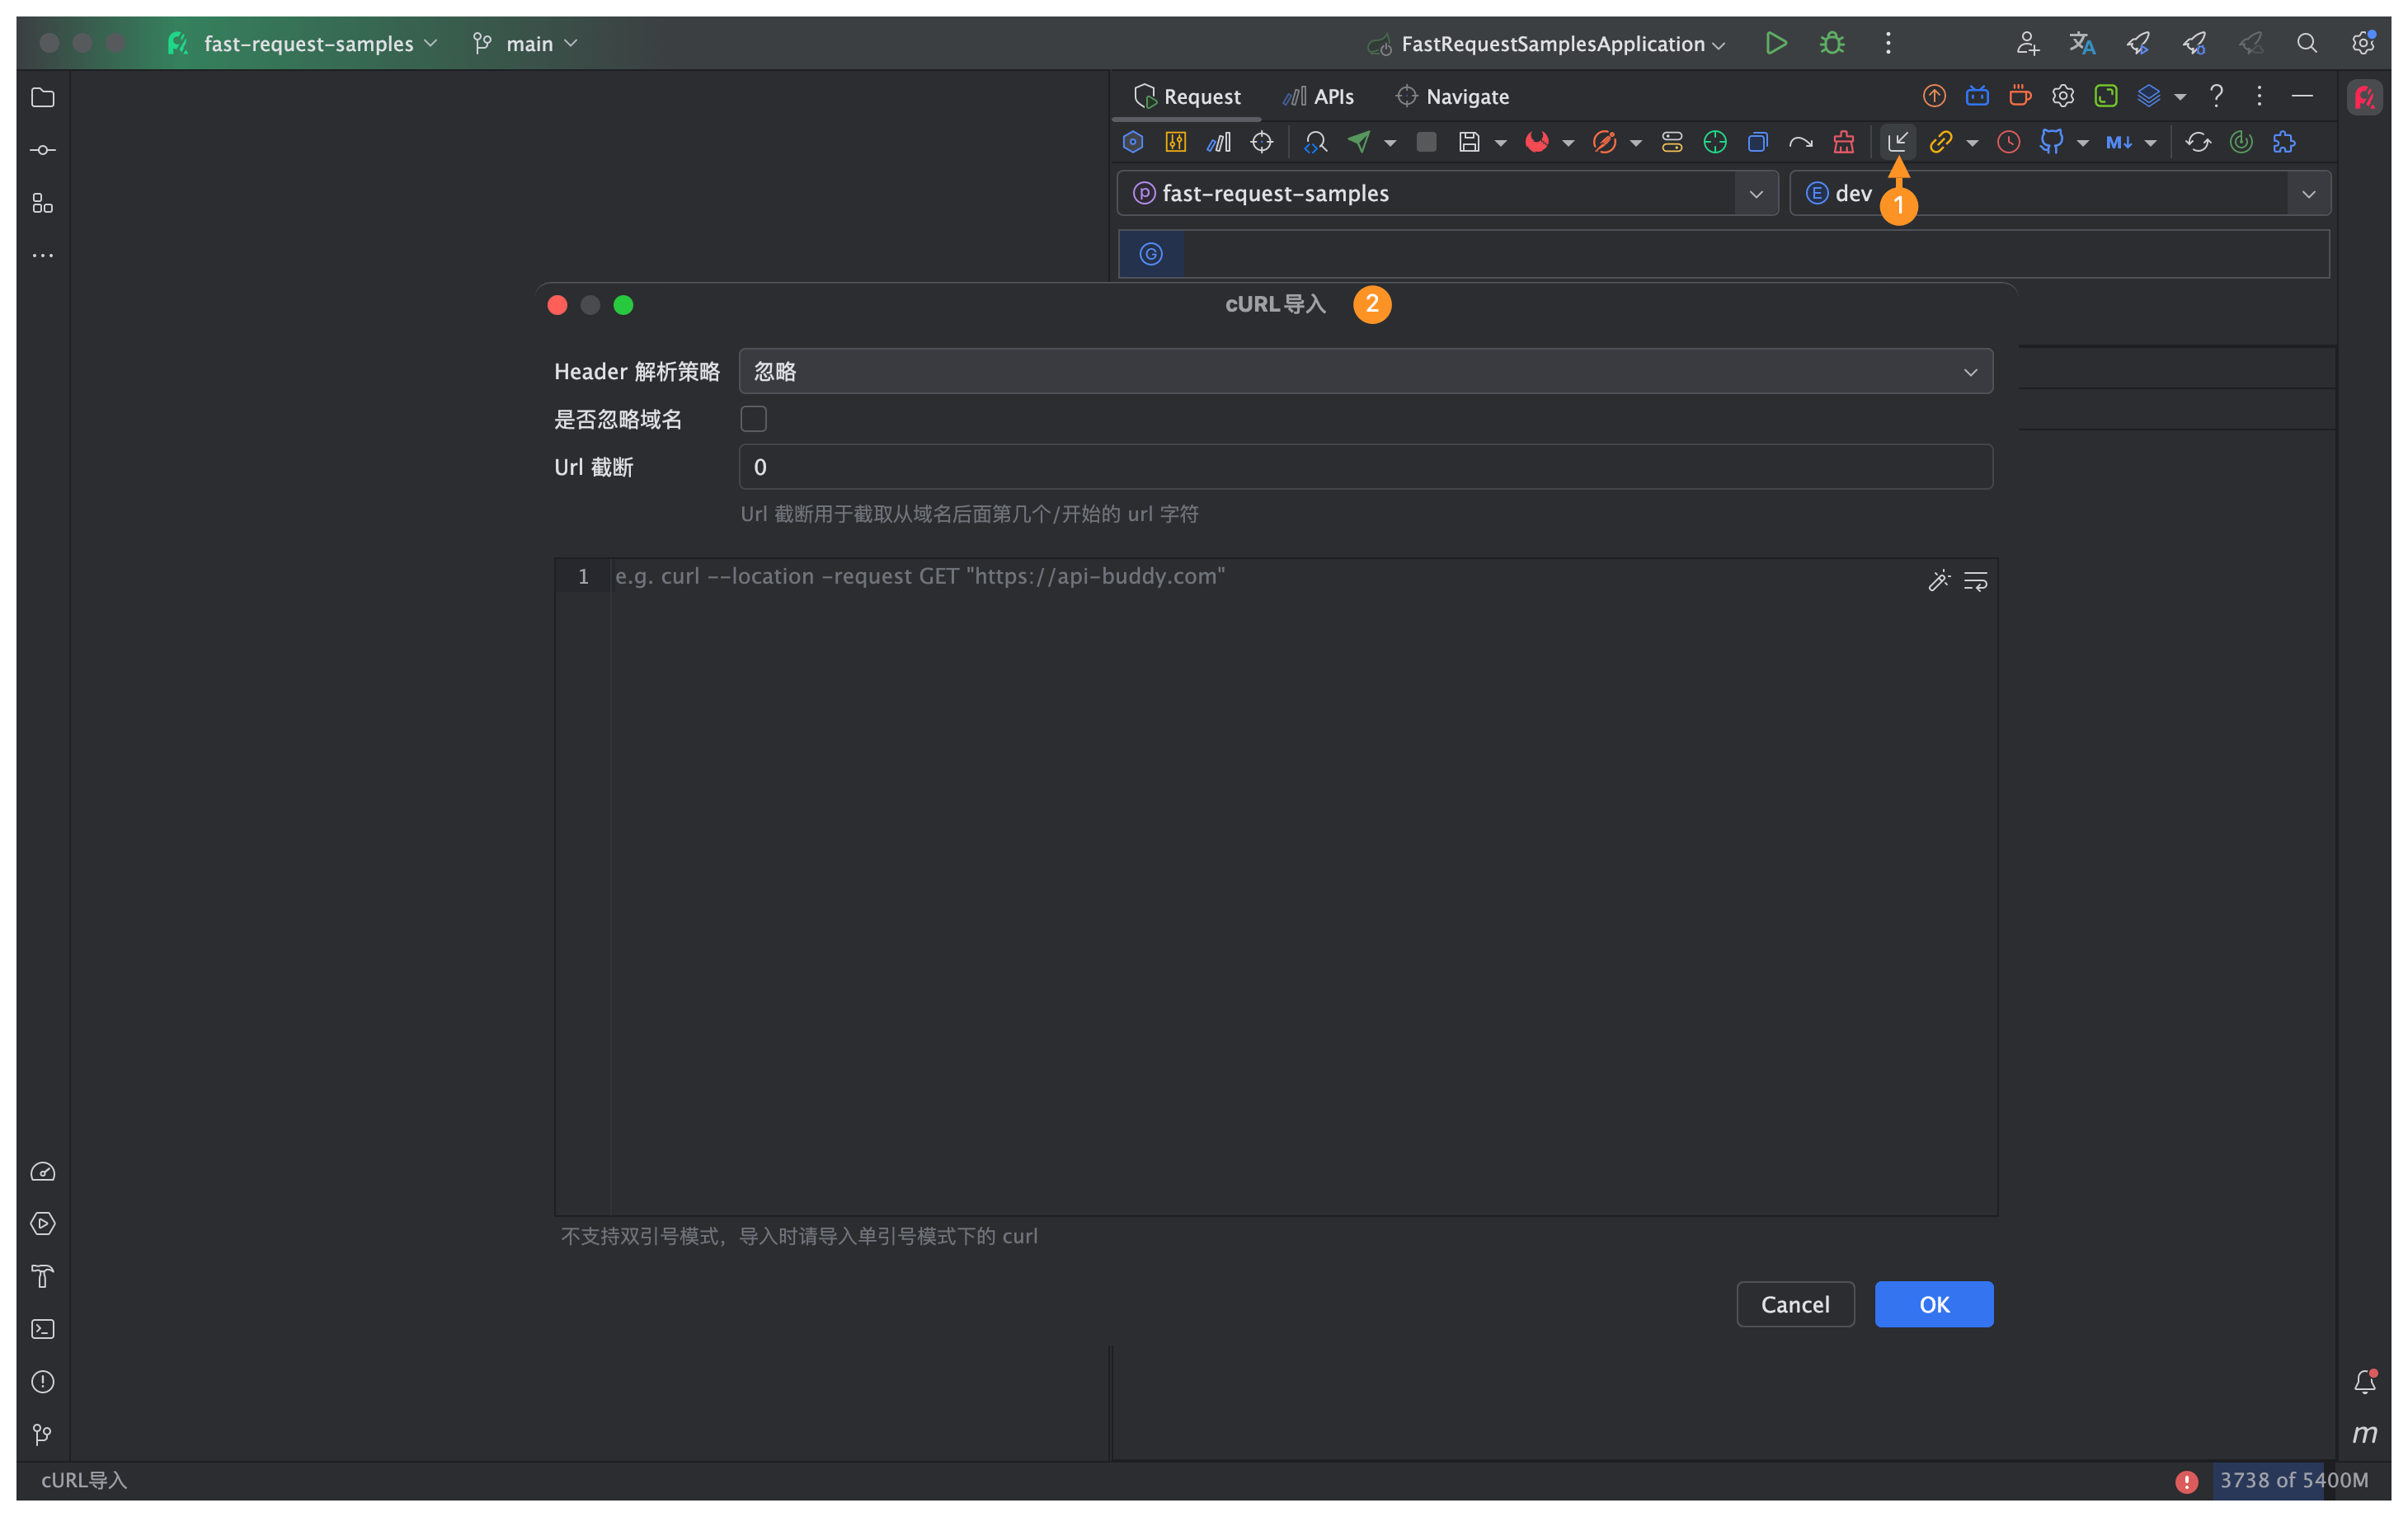 fast-request-samples
main
FastRequestSamplesApplication
Request
APIs
Navigate
M↓
P fast-request-samples
E dev
1
G
cURL导入
2
Header 解析策略
忽略
是否忽略域名
Url 截断
0
Url 截断用于截取从域名后面第几个/开始的 url 字符
1
e.g. curl --location -request GET "https://api-buddy.com"
不支持双引号模式，导入时请导入单引号模式下的 curl
Cancel
OK
m
cURL导入
3738 of 5400M